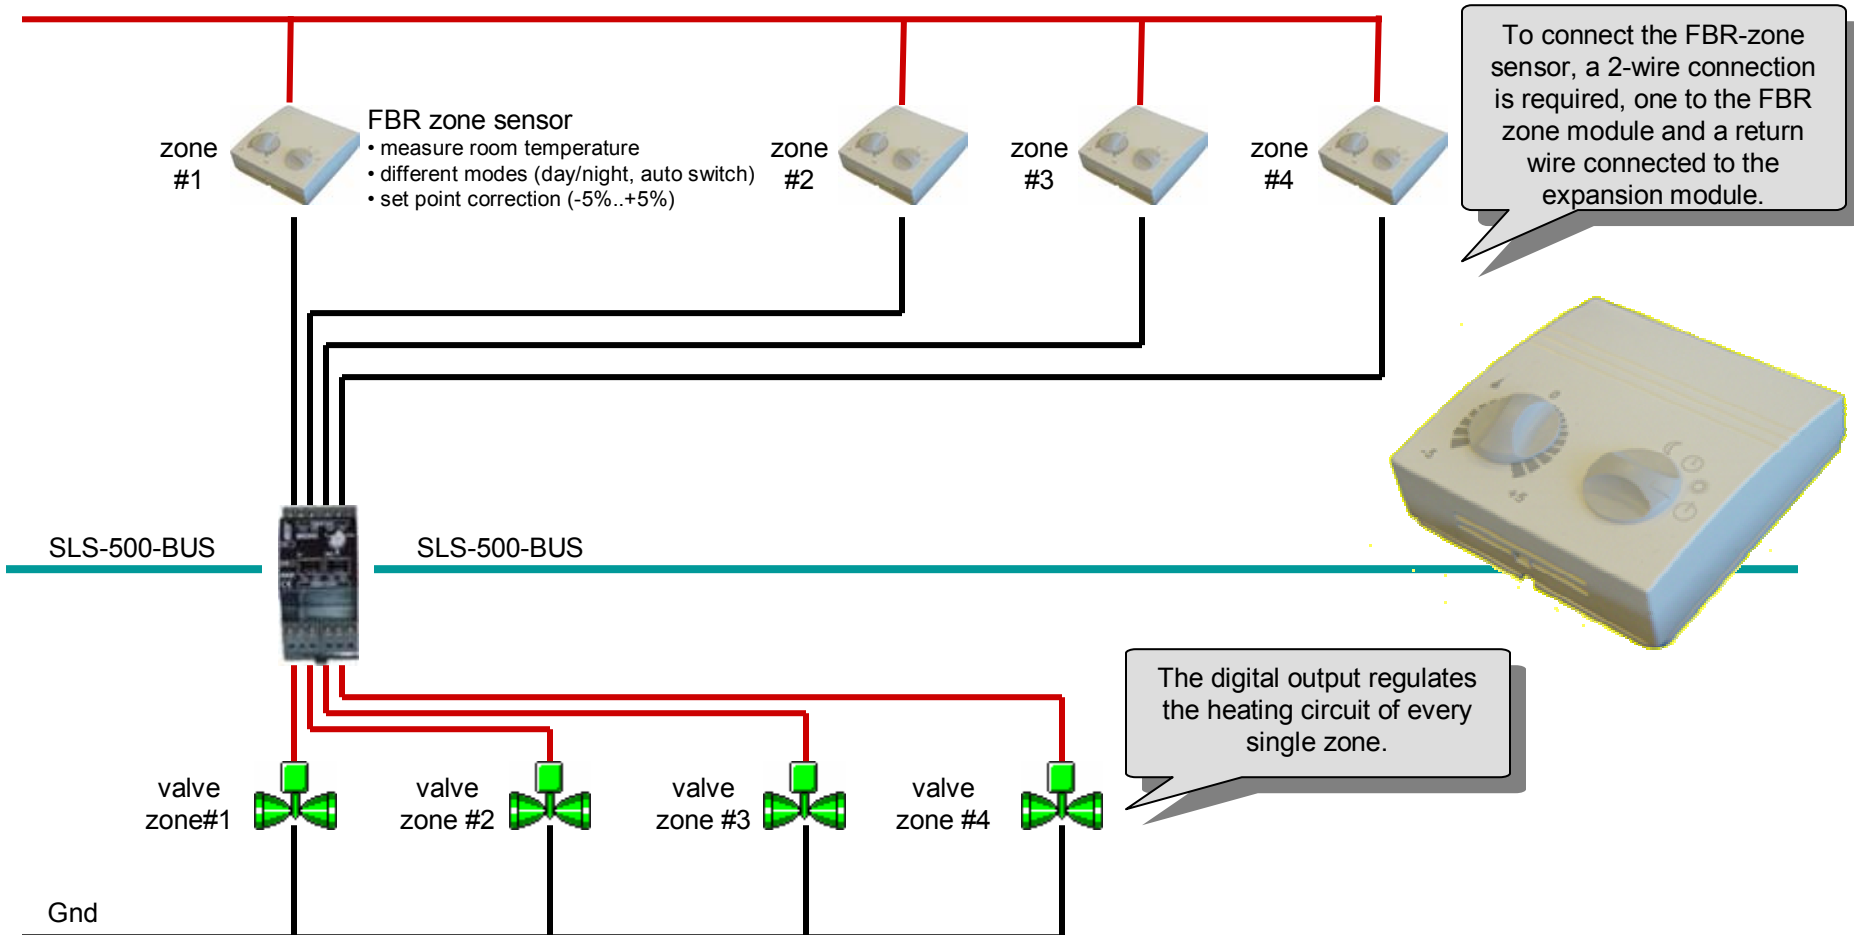 To connect the FBR-zone
sensor, a 2-wire connection
is required, one to the FBR
zone module and a return
wire connected to the
expansion module.
zone
#1
FBR zone sensor
• measure room temperature
• different modes (day/night, auto switch)
• set point correction (-5%..+5%)
zone
#2
zone
#3
zone
#4
0
-5
+5
SLS-500-BUS
SLS-500-BUS
The digital output regulates
the heating circuit of every
single zone.
valve
zone#1
valve
zone #2
valve
zone #3
valve
zone #4
Gnd